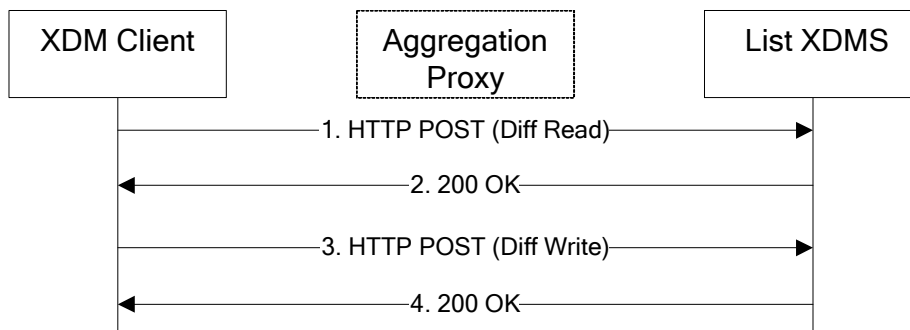 XDM Client
Aggregation
Proxy
List XDMS
1. HTTP POST (Diff Read)
2. 200 OK
3. HTTP POST (Diff Write)
4. 200 OK